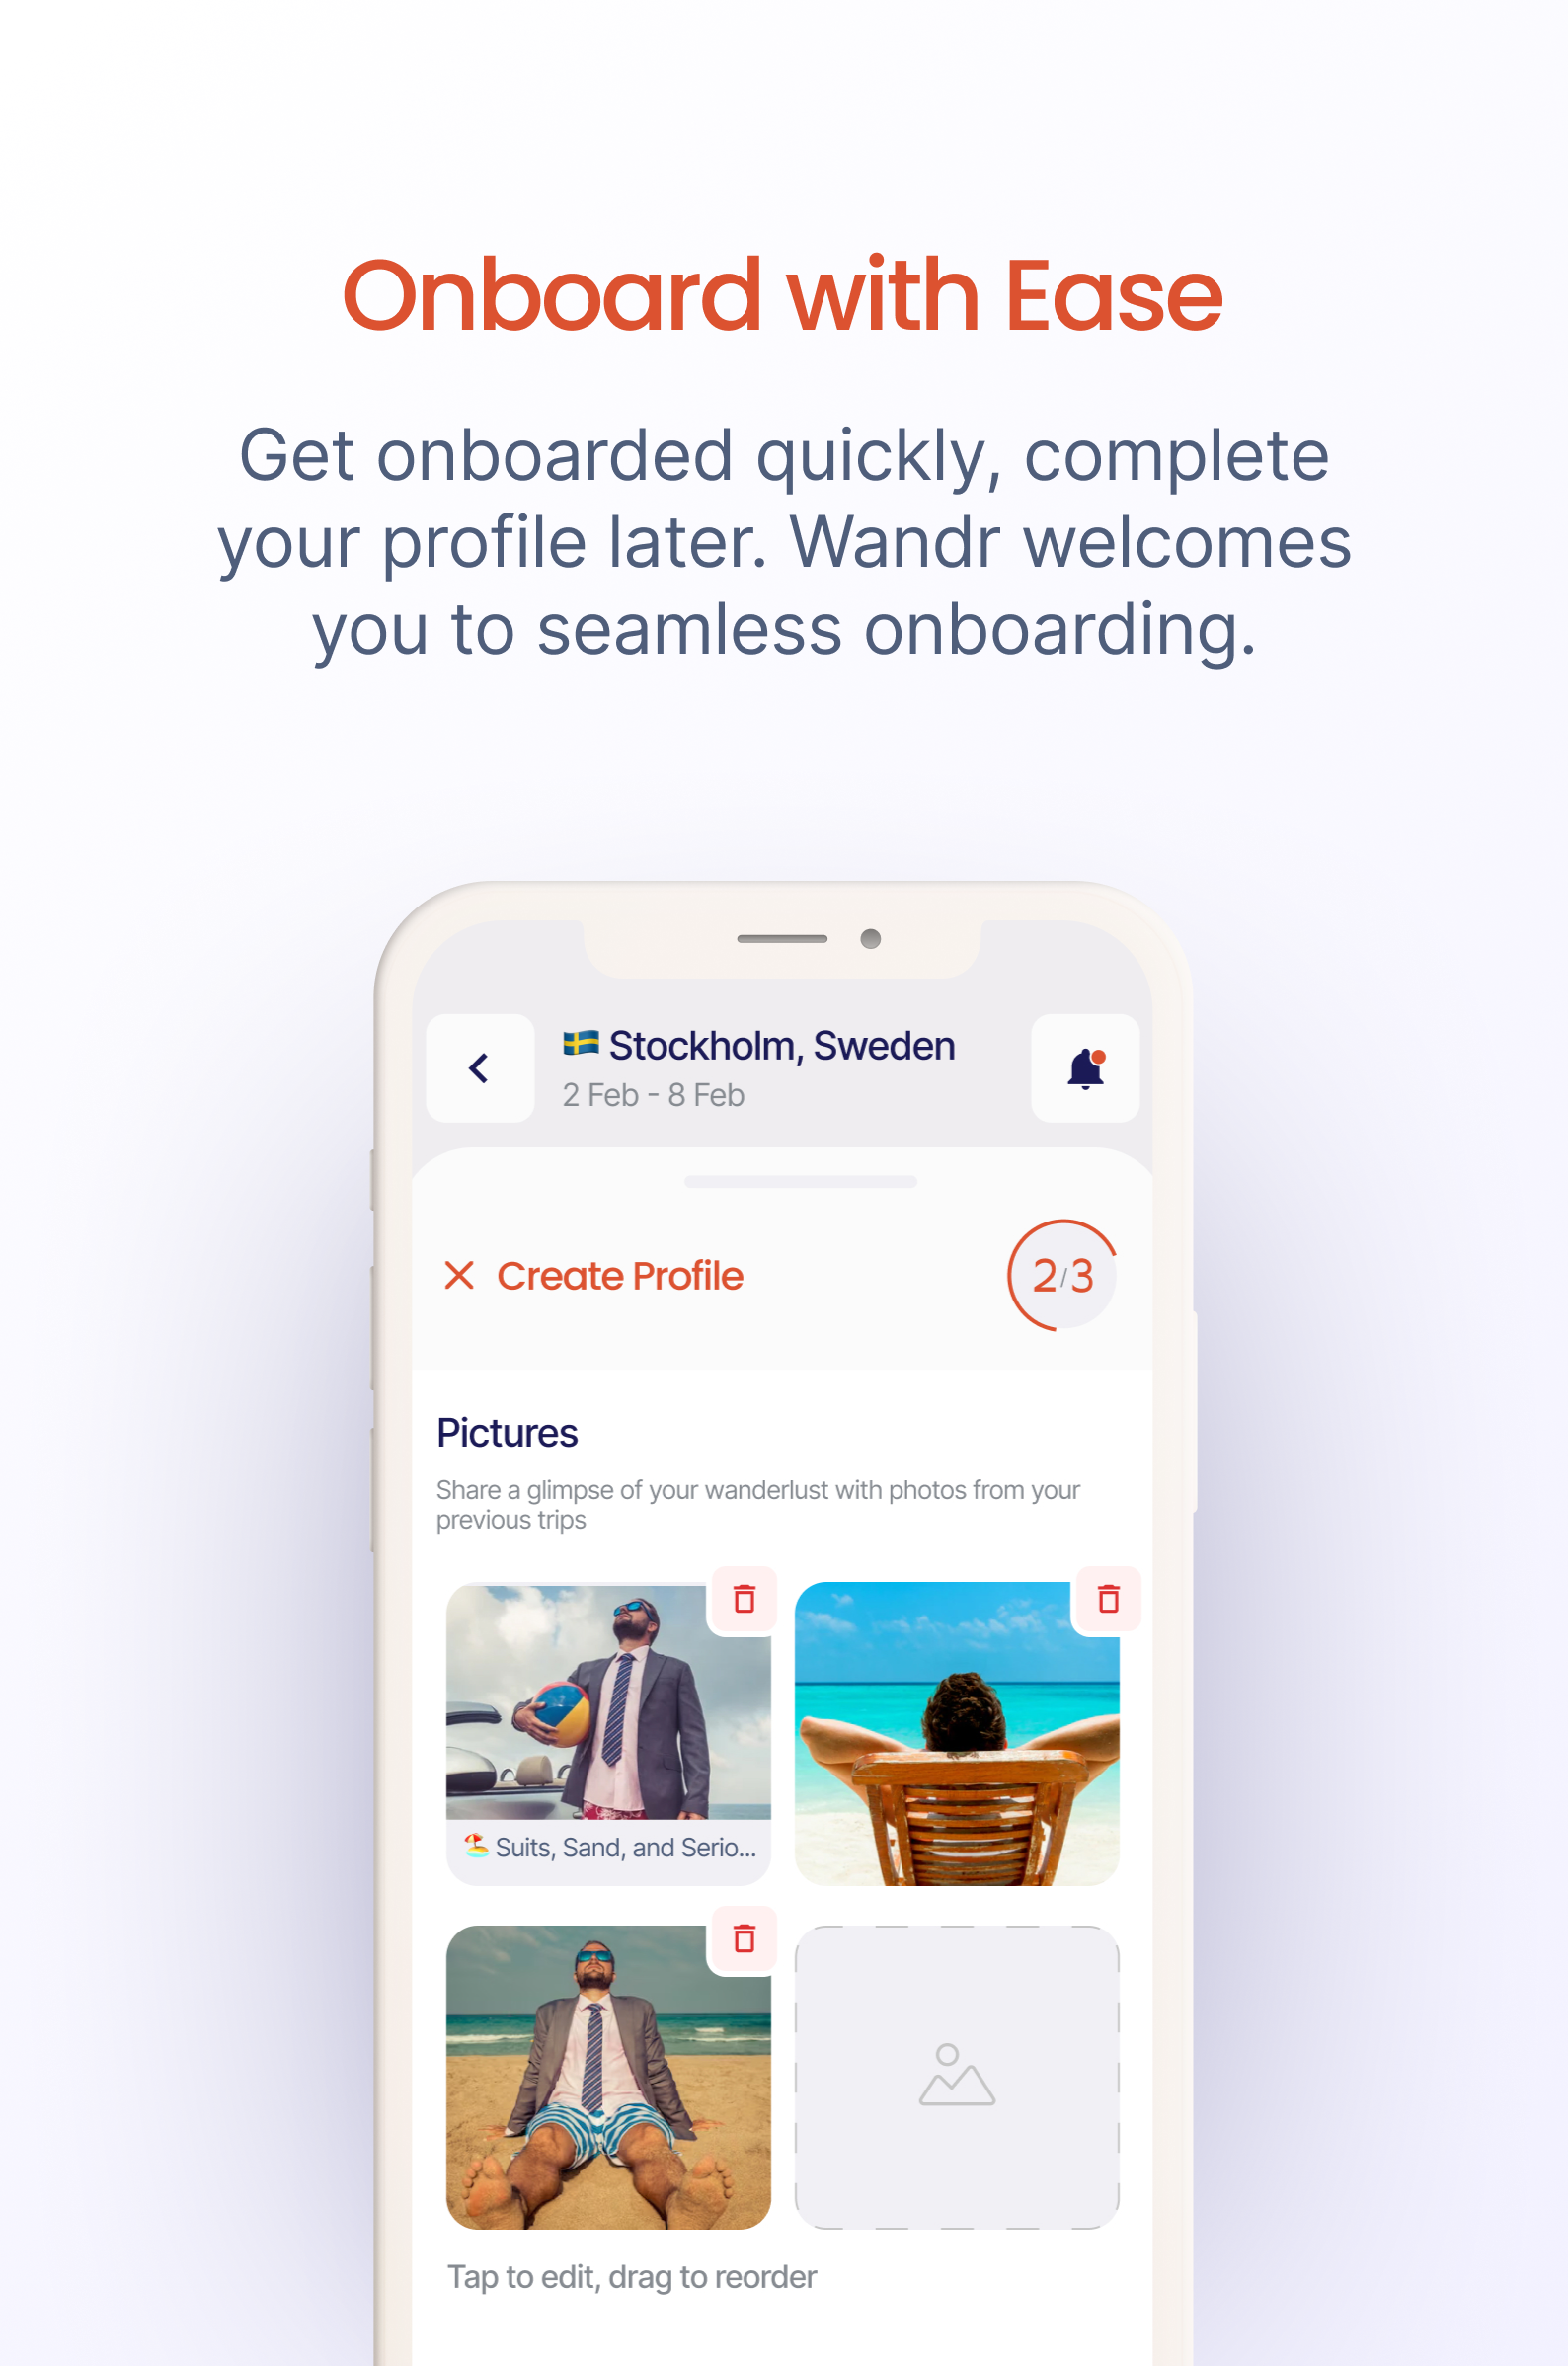 Onboard with Ease
Get onboarded quickly, complete
your profile later. Wandr welcomes
you to seamless onboarding.
🇸🇪 Stockholm, Sweden
2 Feb - 8 Feb
Create Profile
2/3
Pictures
Share a glimpse of your wanderlust with photos from your
previous trips
🏖️ Suits, Sand, and Serio...
Tap to edit, drag to reorder